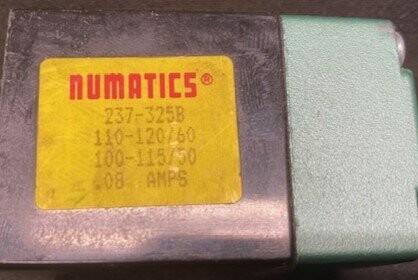 NUMATICS®
237-325B
110-120/60
100-115/50
.08 AMPS